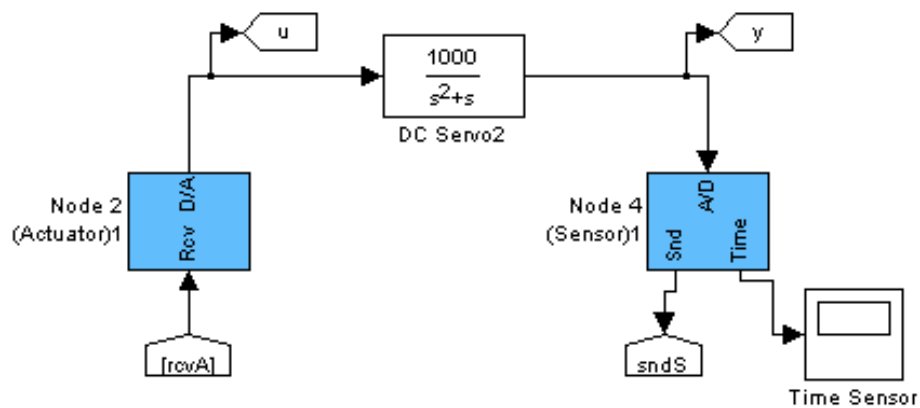 u
y
1000
s²+s
DC Servo2
Node 2
(Actuator)1
D/A
Rcv
Node 4
(Sensor)1
A/D
Snd
Time
[rcvA]
sndS
Time Sensor